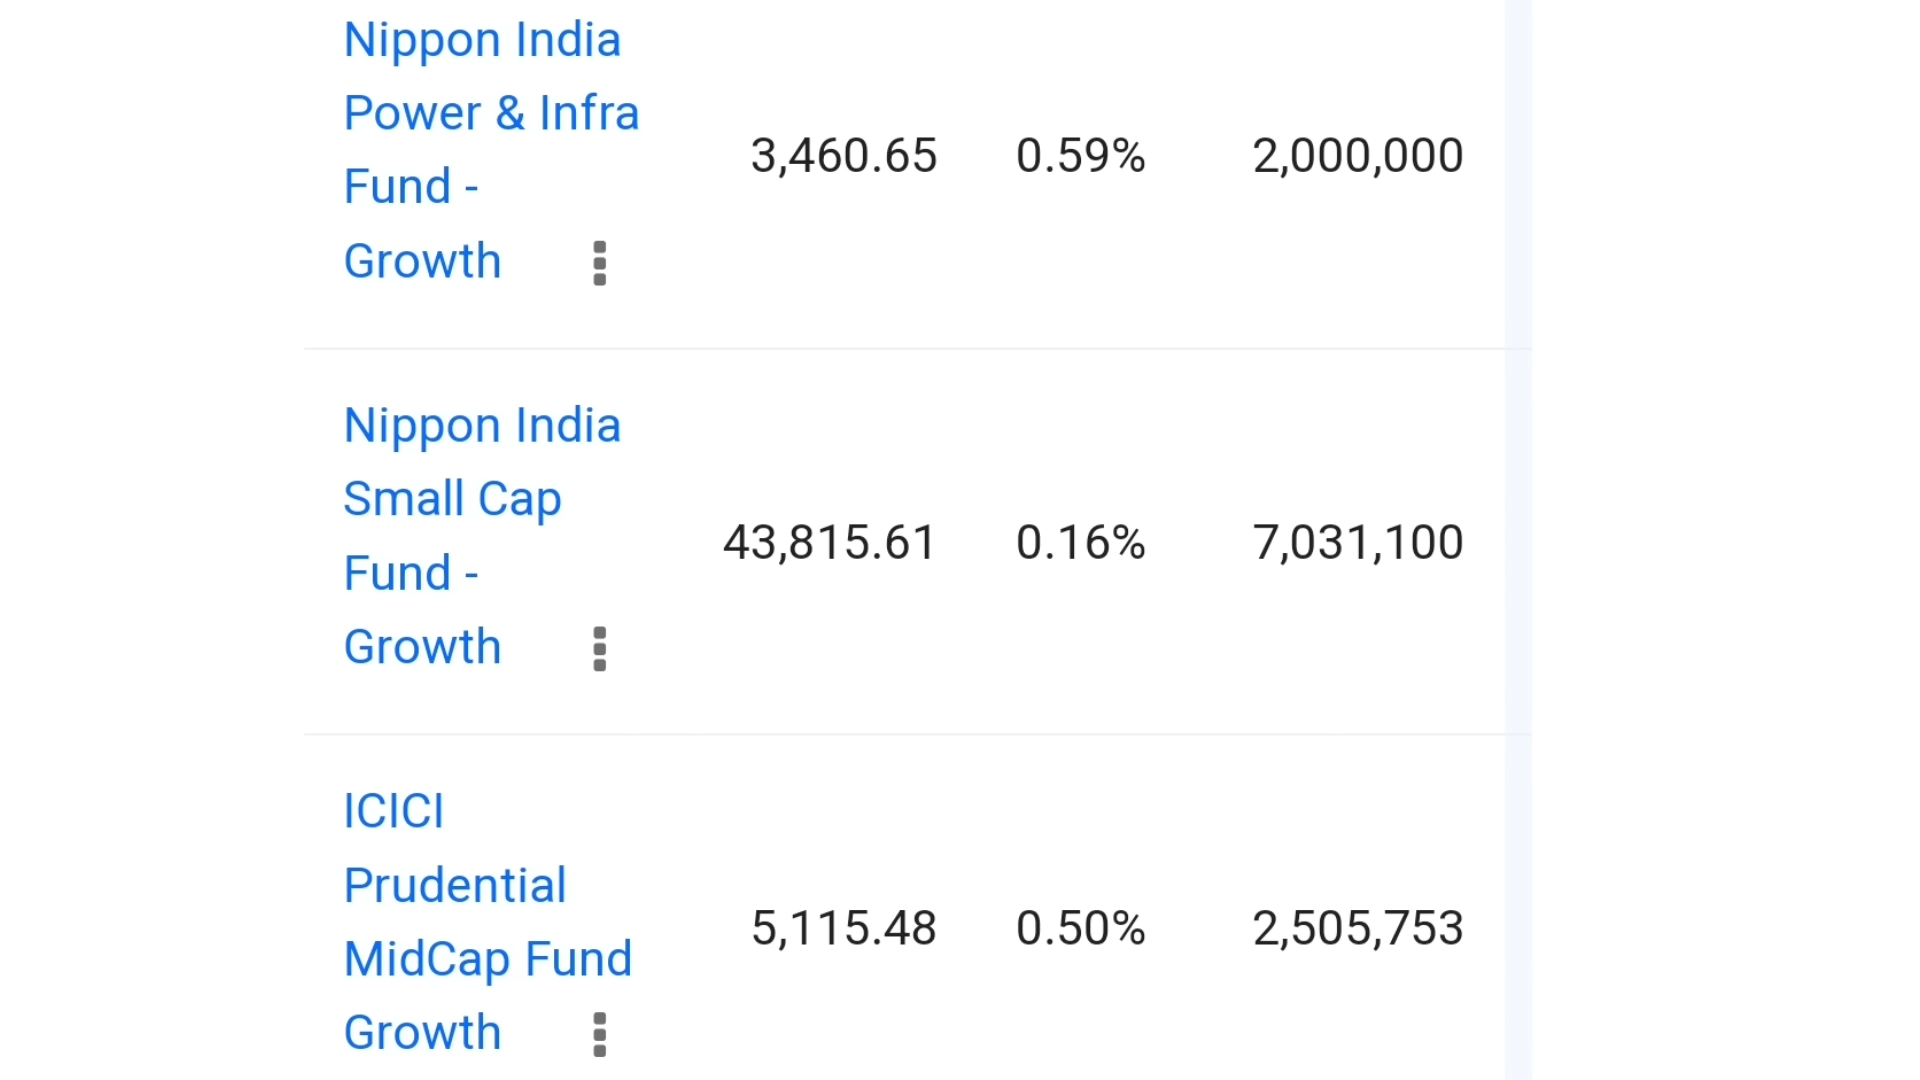 Nippon India
Power & Infra
Fund -
Growth
3,460.65 0.59% 2,000,000
Nippon India
Small Cap
Fund -
Growth
43,815.61 0.16% 7,031,100
ICICI
Prudential
MidCap Fund
Growth
5,115.48 0.50% 2,505,753